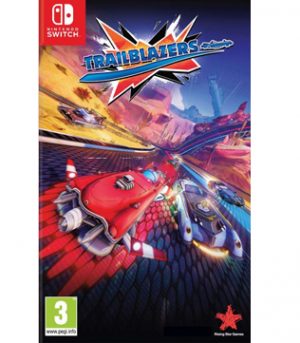 NINTENDO
SWITCH
TRAILBLAZERS
3
www.pegi.info
Rising Star Games